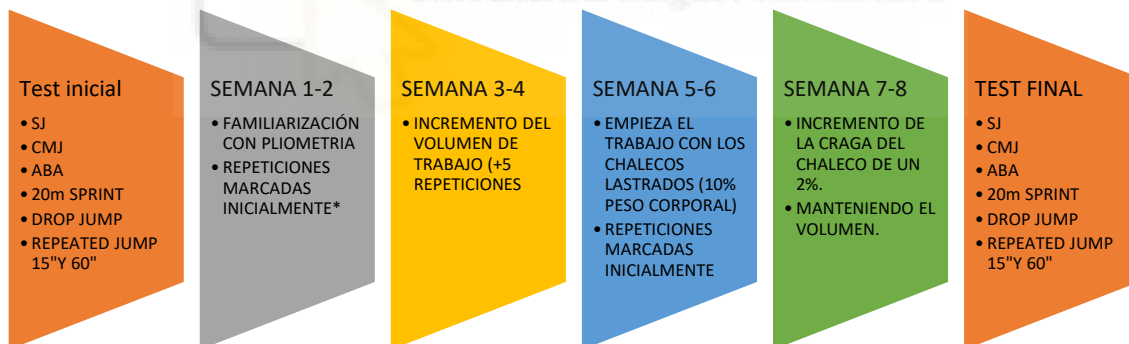 Test inicial
• SJ
• CMJ
• ABA
• 20m SPRINT
• DROP JUMP
• REPEATED JUMP
15"Y 60"
SEMANA 1-2
• FAMILIARIZACIÓN
CON PLIOMETRIA
• REPETICIONES
MARCADAS
INICIALMENTE*
SEMANA 3-4
• INCREMENTO DEL
VOLUMEN DE
TRABAJO (+5
REPETICIONES
SEMANA 5-6
• EMPIEZA EL
TRABAJO CON LOS
CHALECOS
LASTRADOS (10%
PESO CORPORAL)
• REPETICIONES
MARCADAS
INICIALMENTE
SEMANA 7-8
• INCREMENTO DE
LA CRAGA DEL
CHALECO DE UN
2%.
• MANTENIENDO EL
VOLUMEN.
TEST FINAL
• SJ
• CMJ
• ABA
• 20m SPRINT
• DROP JUMP
• REPEATED JUMP
15"Y 60"